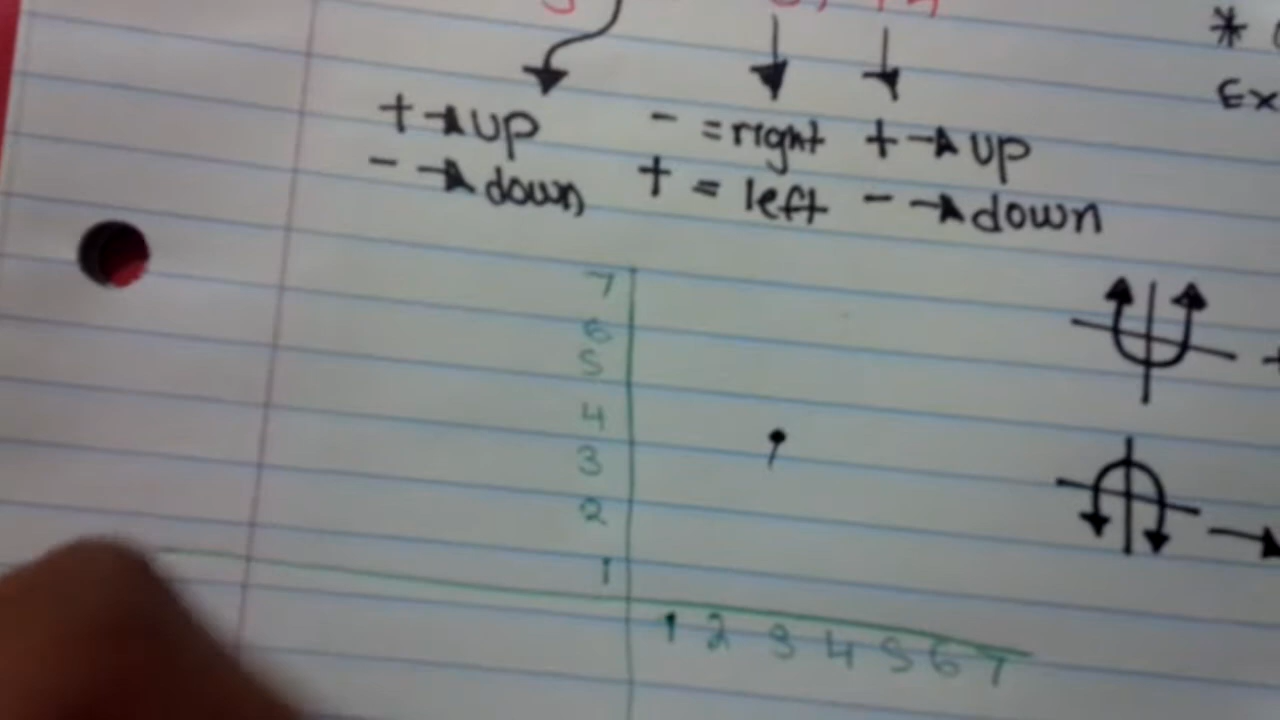 *
Ex
+→up - =right +→up
-→down + = left -→down
7
6
5
4
3
2
1
1 2 3 4 5 6 7